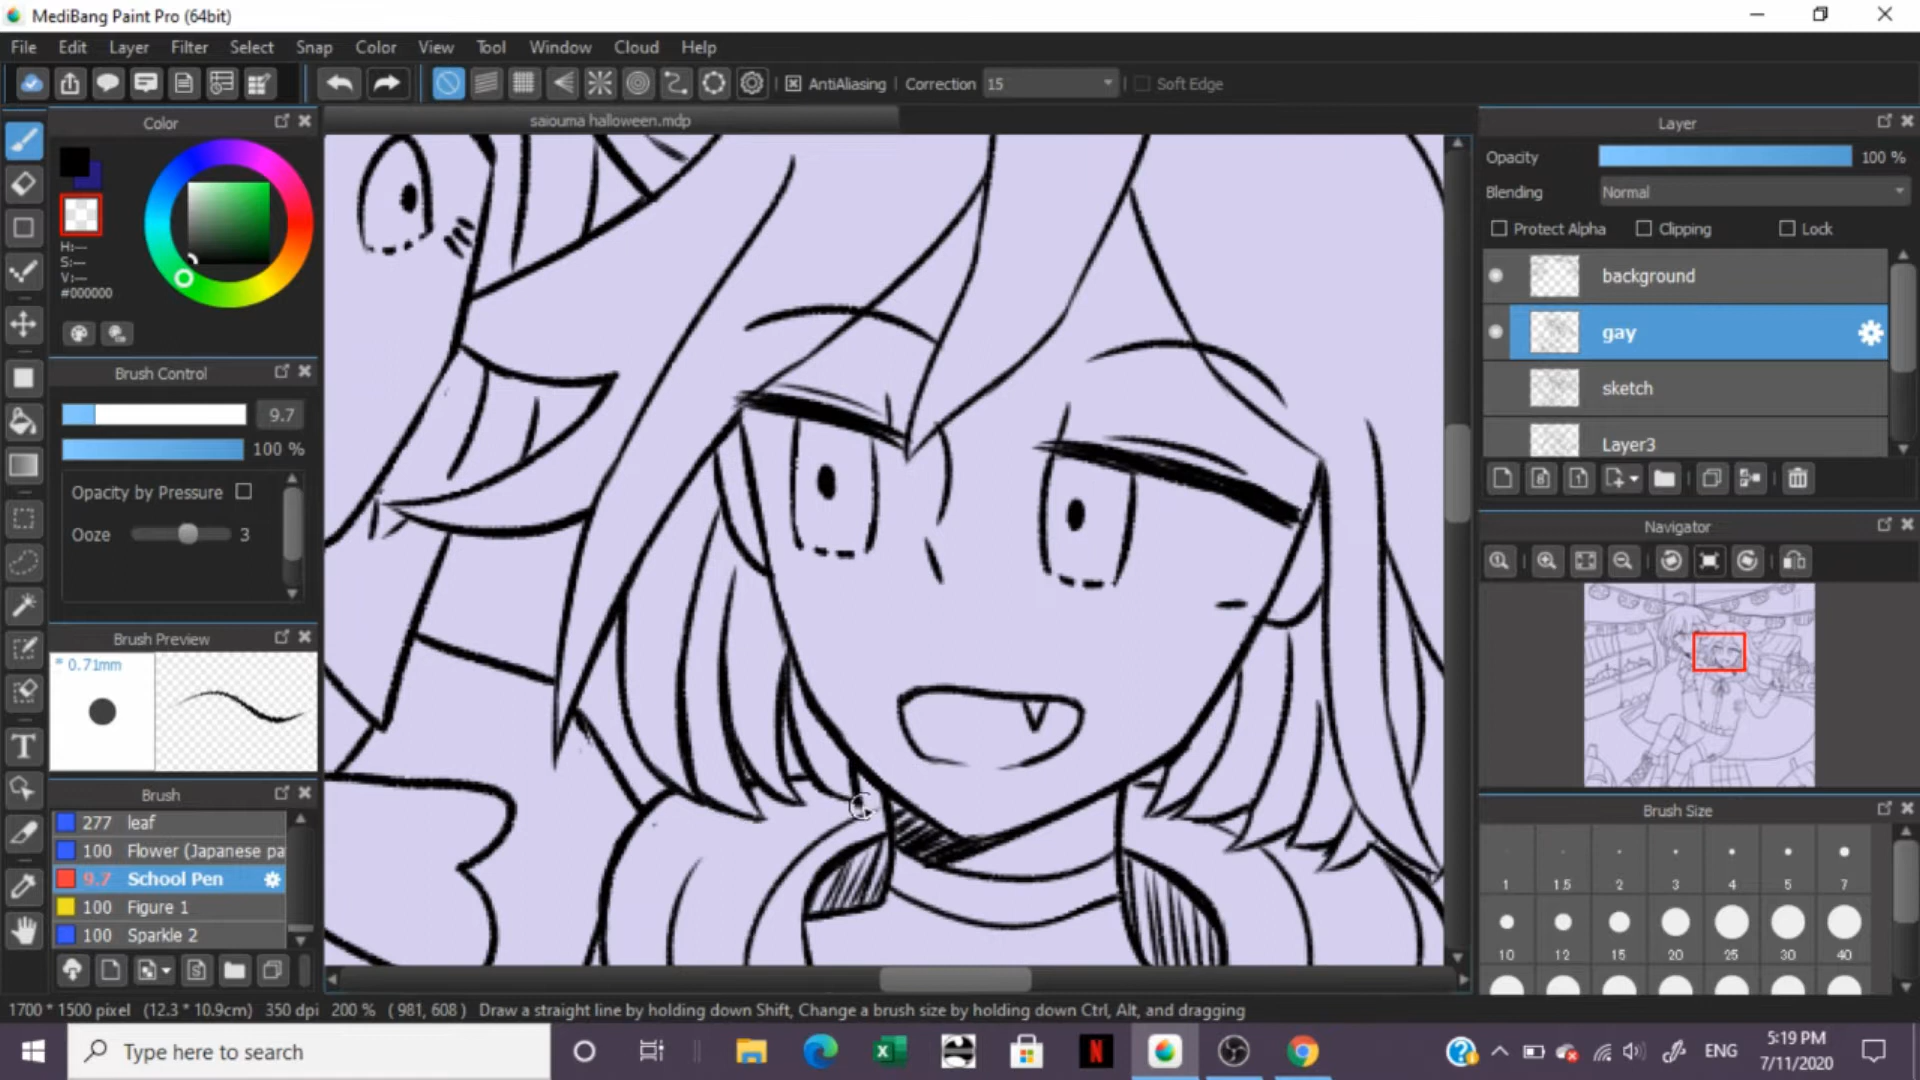 MediBang Paint Pro (64bit)
File Edit Layer Filter Select Snap Color View Tool Window Cloud Help
AntiAliasing Correction 15 Soft Edge
Color
saiouma halloween.mdp
Layer
Opacity 100 %
Blending Normal
Protect Alpha Clipping Lock
H:---
S:---
V:---
#000000
background
gay
sketch
Layer3
Brush Control
9.7
100 %
Opacity by Pressure
Ooze 3
Navigator
Brush Preview
* 0.71mm
Brush
277 leaf
100 Flower (Japanese pa
9.7 School Pen
100 Figure 1
100 Sparkle 2
Brush Size
1 1.5 2 3 4 5 7
10 12 15 20 25 30 40
1700 * 1500 pixel (12.3 * 10.9cm) 350 dpi 200 % ( 981, 608 ) Draw a straight line by holding down Shift, Change a brush size by holding down Ctrl, Alt, and dragging
Type here to search
ENG
5:19 PM
7/11/2020